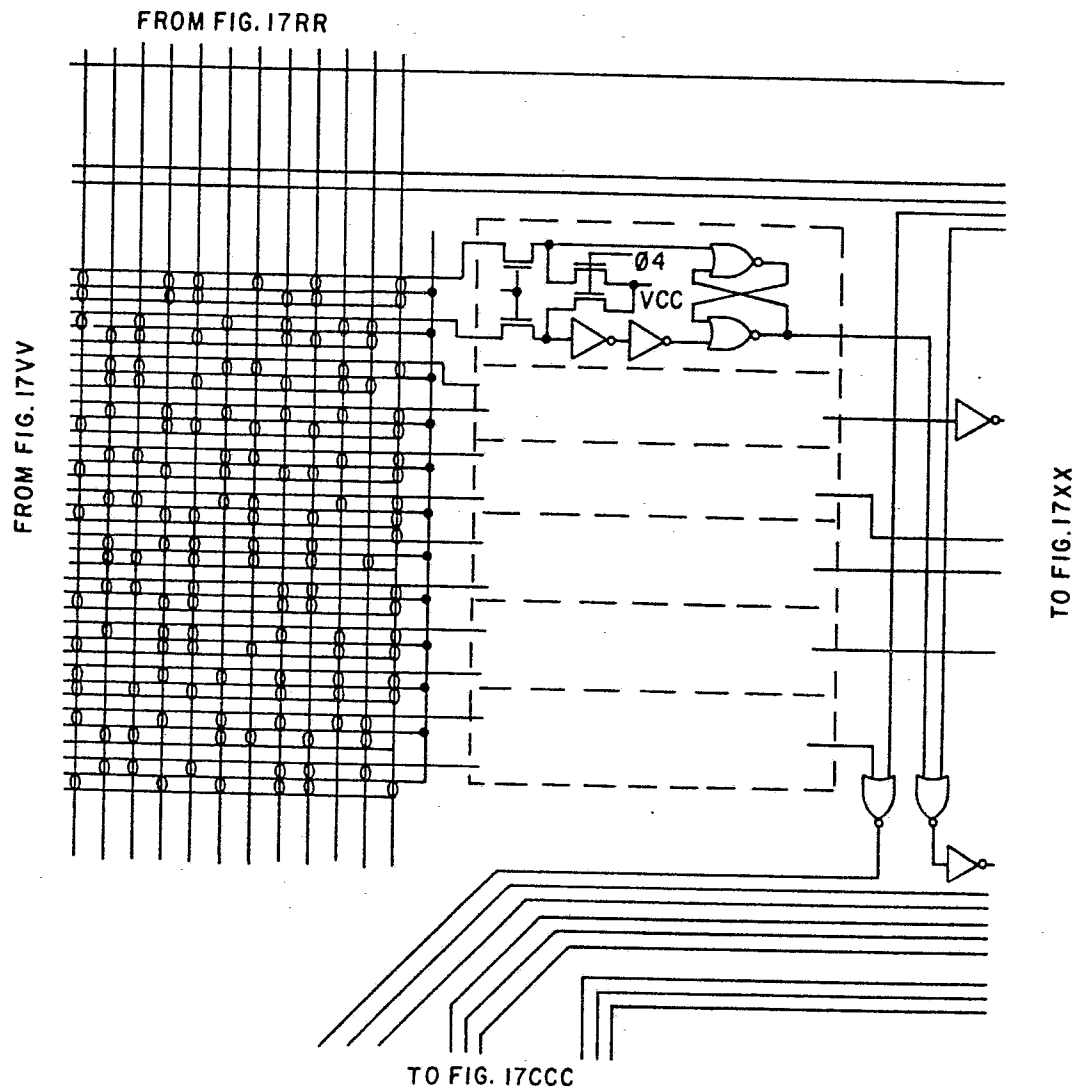 FROM FIG. 17RR
Ø4
VCC
FROM FIG. 17VV
TO FIG. 17XX
TO FIG. 17CCC